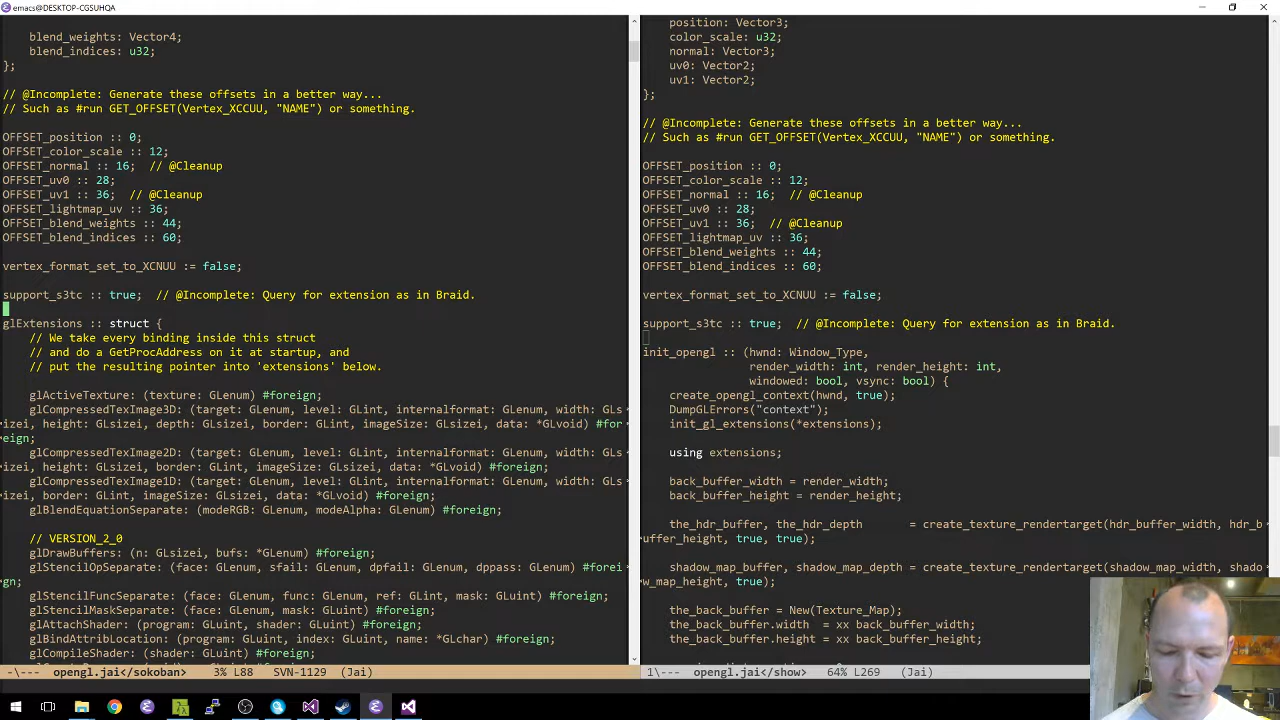 emacs@DESKTOP-CGSUHQA
blend_weights: Vector4;
blend_indices: u32;
};
// @Incomplete: Generate these offsets in a better way...
// Such as #run GET_OFFSET(Vertex_XCCUU, "NAME") or something.
OFFSET_position :: 0;
OFFSET_color_scale :: 12;
OFFSET_normal :: 16;  // @Cleanup
OFFSET_uv0 :: 28;
OFFSET_uv1 :: 36;  // @Cleanup
OFFSET_lightmap_uv :: 36;
OFFSET_blend_weights :: 44;
OFFSET_blend_indices :: 60;
vertex_format_set_to_XCNUU := false;
support_s3tc :: true;  // @Incomplete: Query for extension as in Braid.
glExtensions :: struct {
// We take every binding inside this struct
// and do a GetProcAddress on it at startup, and
// put the resulting pointer into 'extensions' below.
glActiveTexture: (texture: GLenum) #foreign;
glCompressedTexImage3D: (target: GLenum, level: GLint, internalformat: GLenum, width: GLs
izei, height: GLsizei, depth: GLsizei, border: GLint, imageSize: GLsizei, data: *GLvoid) #for
eign;
glCompressedTexImage2D: (target: GLenum, level: GLint, internalformat: GLenum, width: GLs
izei, height: GLsizei, border: GLint, imageSize: GLsizei, data: *GLvoid) #foreign;
glCompressedTexImage1D: (target: GLenum, level: GLint, internalformat: GLenum, width: GLs
izei, border: GLint, imageSize: GLsizei, data: *GLvoid) #foreign;
glBlendEquationSeparate: (modeRGB: GLenum, modeAlpha: GLenum) #foreign;
// VERSION_2_0
glDrawBuffers: (n: GLsizei, bufs: *GLenum) #foreign;
glStencilOpSeparate: (face: GLenum, sfail: GLenum, dpfail: GLenum, dppass: GLenum) #forei
gn;
glStencilFuncSeparate: (face: GLenum, func: GLenum, ref: GLint, mask: GLuint) #foreign;
glStencilMaskSeparate: (face: GLenum, mask: GLuint) #foreign;
glAttachShader: (program: GLuint, shader: GLuint) #foreign;
glBindAttribLocation: (program: GLuint, index: GLuint, name: *GLchar) #foreign;
glCompileShader: (shader: GLuint) #foreign;
-\---   opengl.jai</sokoban>      3% L88    SVN-1129  (Jai)
position: Vector3;
color_scale: u32;
normal: Vector3;
uv0: Vector2;
uv1: Vector2;
};
// @Incomplete: Generate these offsets in a better way...
// Such as #run GET_OFFSET(Vertex_XCCUU, "NAME") or something.
OFFSET_position :: 0;
OFFSET_color_scale :: 12;
OFFSET_normal :: 16;  // @Cleanup
OFFSET_uv0 :: 28;
OFFSET_uv1 :: 36;  // @Cleanup
OFFSET_lightmap_uv :: 36;
OFFSET_blend_weights :: 44;
OFFSET_blend_indices :: 60;
vertex_format_set_to_XCNUU := false;
support_s3tc :: true;  // @Incomplete: Query for extension as in Braid.
init_opengl :: (hwnd: Window_Type,
render_width: int, render_height: int,
windowed: bool, vsync: bool) {
create_opengl_context(hwnd, true);
DumpGLErrors("context");
init_gl_extensions(*extensions);
using extensions;
back_buffer_width = render_width;
back_buffer_height = render_height;
the_hdr_buffer, the_hdr_depth       = create_texture_rendertarget(hdr_buffer_width, hdr_b
uffer_height, true, true);
shadow_map_buffer, shadow_map_depth = create_texture_rendertarget(shadow_map_width, shado
w_map_height, true);
the_back_buffer = New(Texture_Map);
the_back_buffer.width  = xx back_buffer_width;
the_back_buffer.height = xx back_buffer_height;
1\---   opengl.jai</show>      64% L269   (Jai)